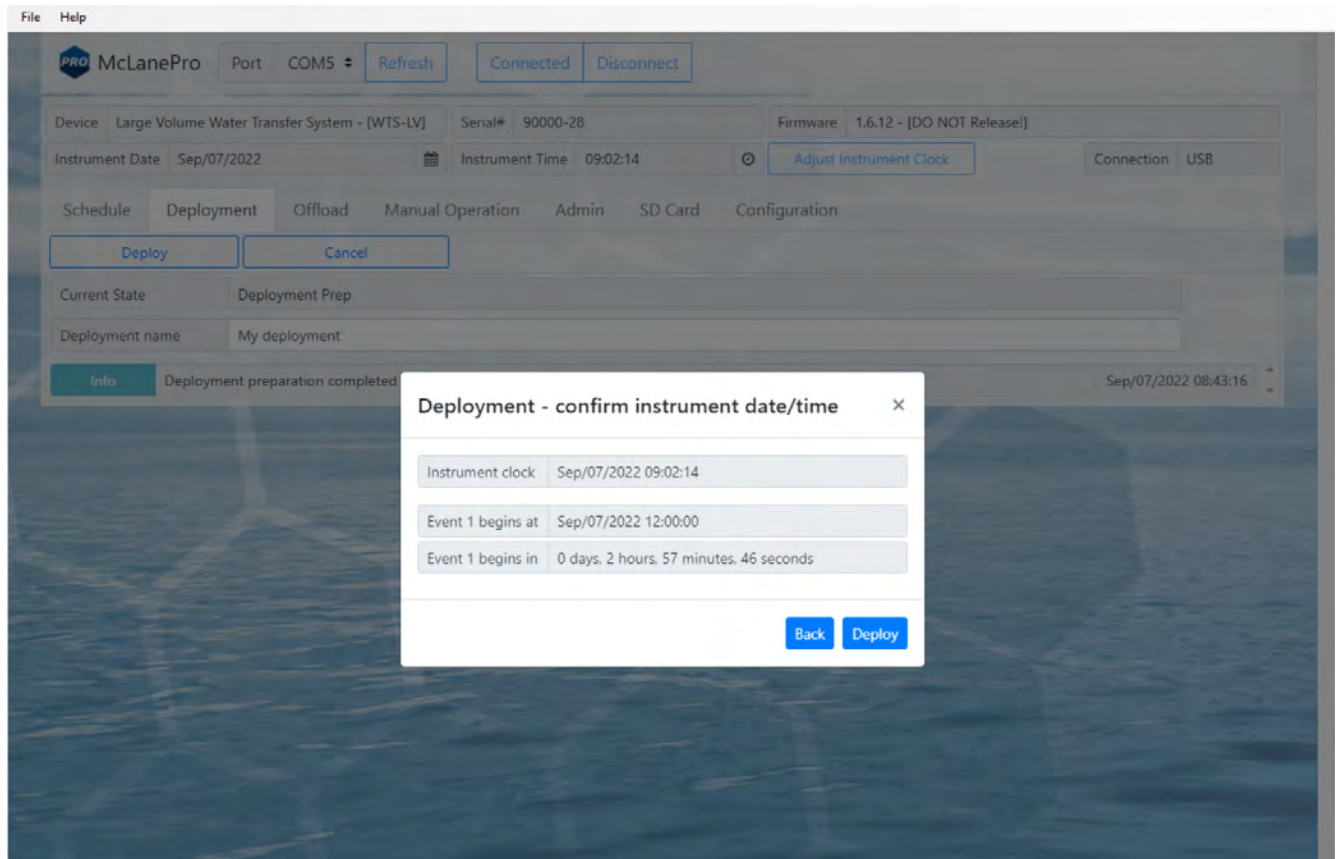 File Help
PRO McLanePro Port COM5 Refresh Connected Disconnect
Device Large Volume Water Transfer System - [WTS-LV] Serial# 90000-28 Firmware 1.6.12 - [DO NOT Release!]
Instrument Date Sep/07/2022 Instrument Time 09:02:14 Adjust Instrument Clock Connection USB
Schedule Deployment Offload Manual Operation Admin SD Card Configuration
Deploy Cancel
Current State Deployment Prep
Deployment name My deployment
Info Deployment preparation completed Sep/07/2022 08:43:16
Deployment - confirm instrument date/time ×
Instrument clock Sep/07/2022 09:02:14
Event 1 begins at Sep/07/2022 12:00:00
Event 1 begins in 0 days, 2 hours, 57 minutes, 46 seconds
Back Deploy